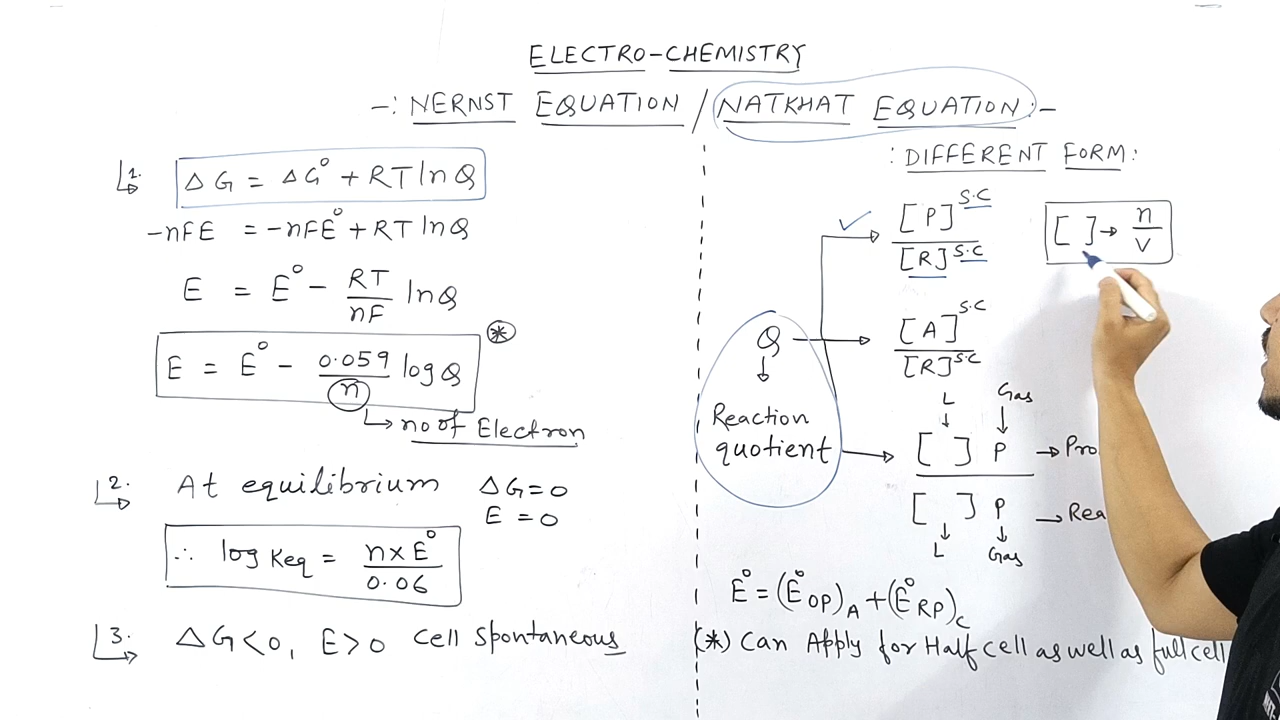 ELECTRO-CHEMISTRY
-: NERNST EQUATION / NATKHAT EQUATION :-
1. ΔG = ΔG° + RT ln Q
-nFE = -nFE° + RT ln Q
E = E° - RT/nF ln Q
E = E° - 0.059/n log Q (*)
no of Electron
2. At equilibrium ΔG = 0
E = 0
∴ log Keq = n x E°/0.06
3. ΔG < 0, E > 0 Cell Spontaneous
: DIFFERENT FORM :
Q
Reaction
quotient
[P]^S.C
[R]^S.C
[ ] → n/V
[A]^S.C
[R]^S.C
L Gas
[ ] P →
[ ] P →
L Gas
E° = (E°OP)A + (E°RP)C
(*) Can Apply for Half cell as well as full cell